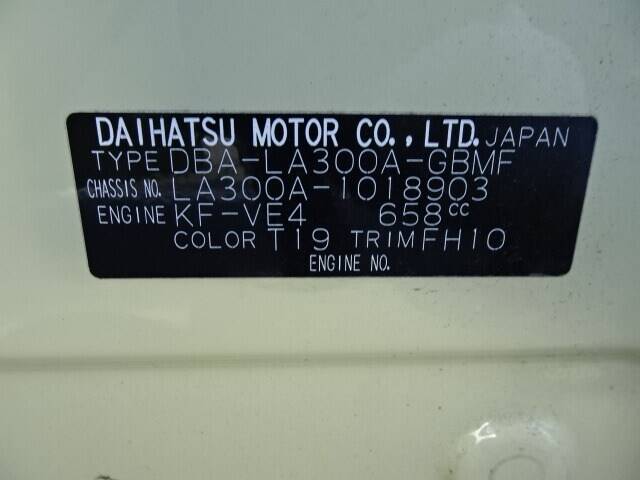 DAIHATSU MOTOR CO., LTD. JAPAN
TYPE DBA-LA300A-GBMF
CHASSIS NO. LA300A-1018903
ENGINE KF-VE4 658cc
COLOR T19 TRIM FH10
ENGINE NO.